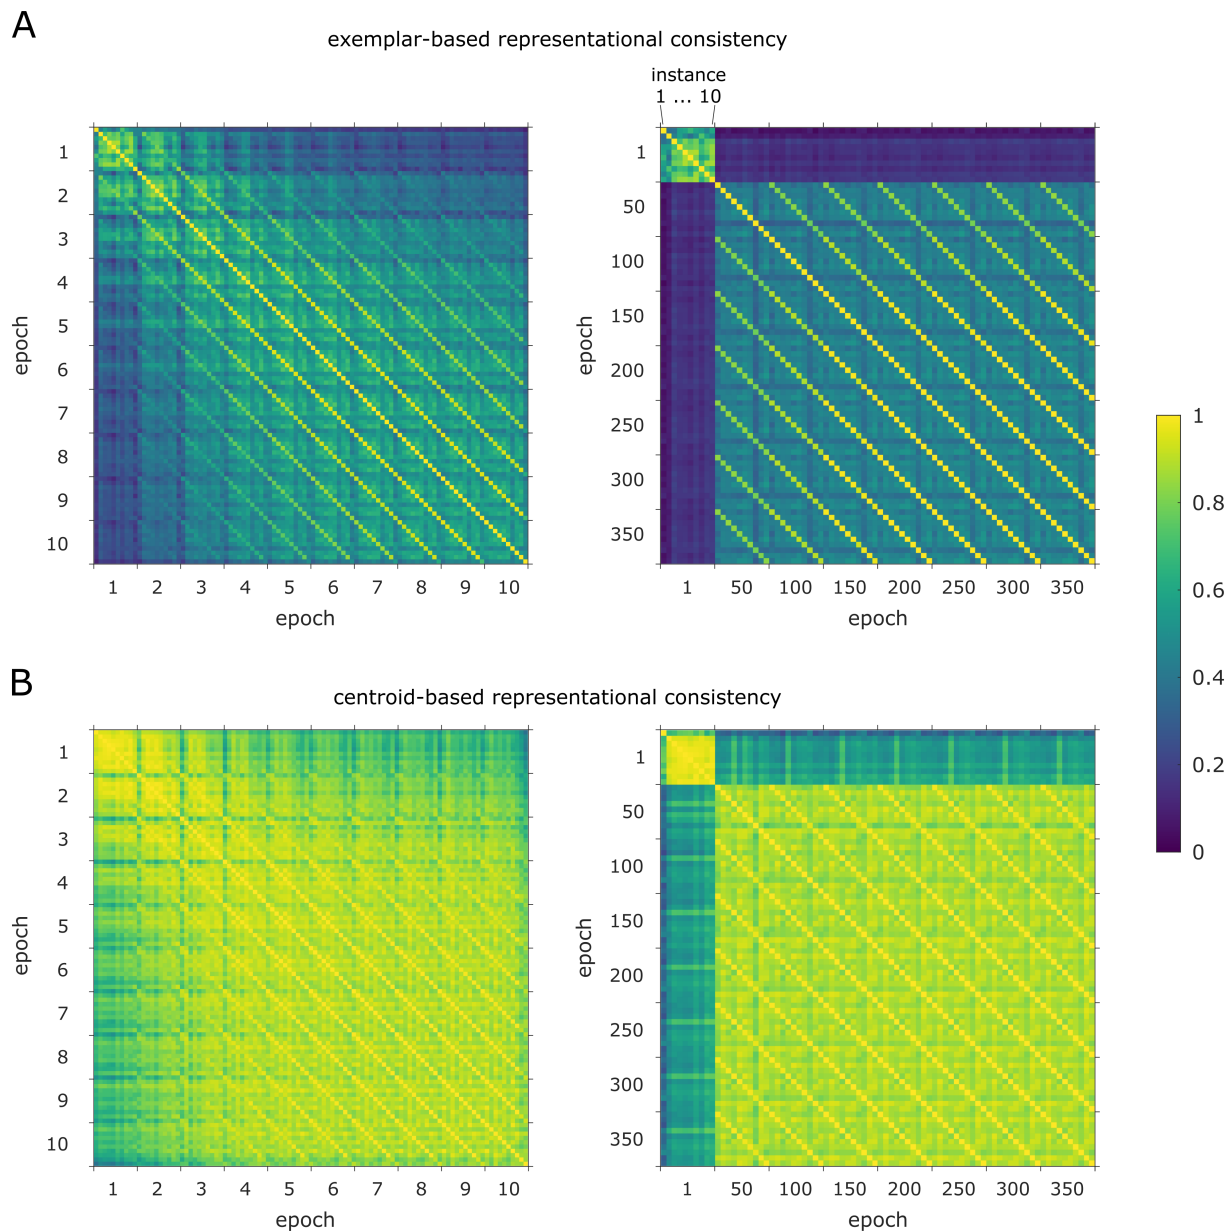 A
exemplar-based representational consistency
instance
1 ... 10
epoch
1
2
3
4
5
6
7
8
9
10
1 2 3 4 5 6 7 8 9 10
epoch
epoch
1
50
100
150
200
250
300
350
1 50 100 150 200 250 300 350
epoch
1
0.8
0.6
0.4
0.2
0
B
centroid-based representational consistency
epoch
1
2
3
4
5
6
7
8
9
10
1 2 3 4 5 6 7 8 9 10
epoch
epoch
1
50
100
150
200
250
300
350
1 50 100 150 200 250 300 350
epoch